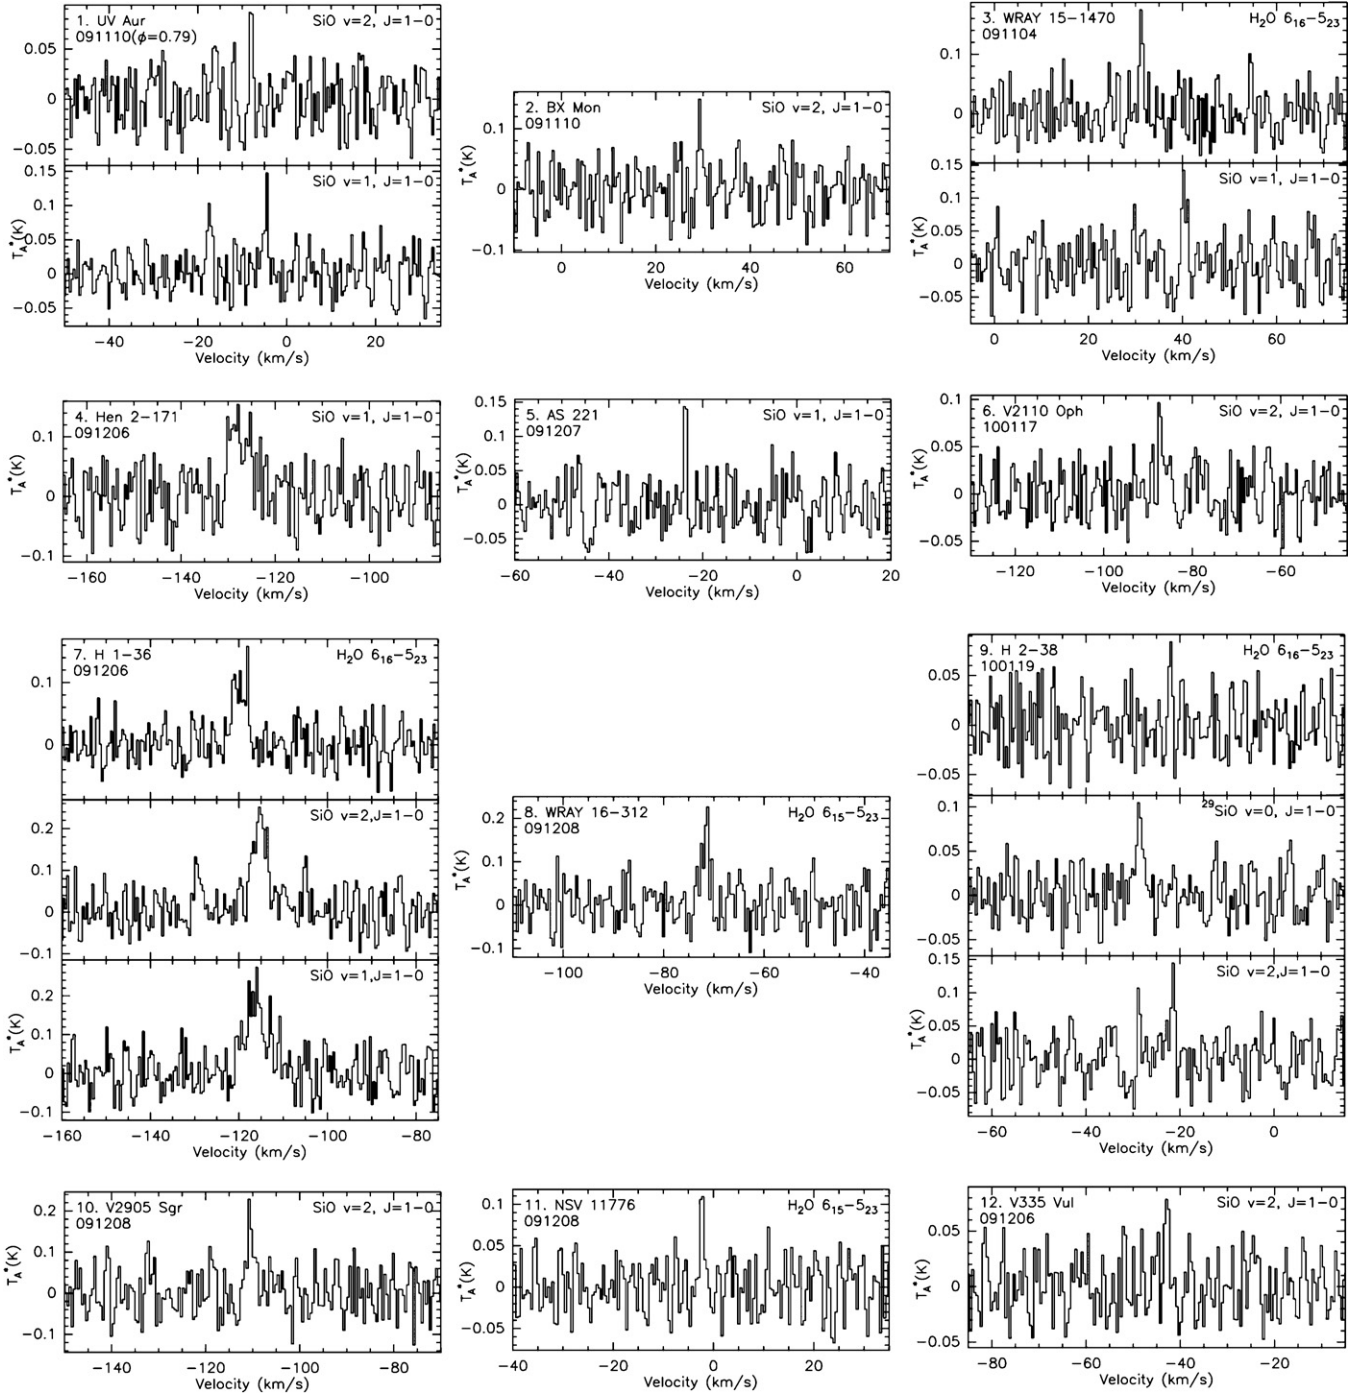 1. UV Aur
091110(ϕ=0.79)
SiO v=2, J=1−0
0.05
0
−0.05
0.15
0.1
0.05
0
−0.05
T_A*(K)
SiO v=1, J=1−0
−40 −20 0 20
Velocity (km/s)
2. BX Mon
091110
SiO v=2, J=1−0
0.1
0
−0.1
T_A*(K)
0 20 40 60
Velocity (km/s)
3. WRAY 15−1470
091104
H₂O 6₁₆−5₂₃
0.1
0
0.15
0.1
0.05
0
−0.05
T_A*(K)
SiO v=1, J=1−0
0 20 40 60
Velocity (km/s)
4. Hen 2−171
091206
SiO v=1, J=1−0
0.1
0
−0.1
T_A*(K)
−160 −140 −120 −100
Velocity (km/s)
5. AS 221
091207
SiO v=1, J=1−0
0.15
0.1
0.05
0
−0.05
T_A*(K)
−60 −40 −20 0 20
Velocity (km/s)
6. V2110 Oph
100117
SiO v=2, J=1−0
0.1
0.05
0
−0.05
T_A*(K)
−120 −100 −80 −60
Velocity (km/s)
7. H 1−36
091206
H₂O 6₁₆−5₂₃
0.1
0
SiO v=2,J=1−0
0.2
0.1
0
−0.1
SiO v=1,J=1−0
0.2
0.1
0
−0.1
T_A*(K)
−160 −140 −120 −100 −80
Velocity (km/s)
8. WRAY 16−312
091208
H₂O 6₁₅−5₂₃
0.2
0.1
0
−0.1
T_A*(K)
−100 −80 −60 −40
Velocity (km/s)
9. H 2−38
100119
H₂O 6₁₆−5₂₃
0.05
0
−0.05
²⁹SiO v=0, J=1−0
0.1
0.05
0
−0.05
SiO v=2,J=1−0
0.15
0.1
0.05
0
−0.05
T_A*(K)
−60 −40 −20 0
Velocity (km/s)
10. V2905 Sgr
091208
SiO v=2, J=1−0
0.2
0.1
0
−0.1
T_A*(K)
−140 −120 −100 −80
Velocity (km/s)
11. NSV 11776
091208
H₂O 6₁₅−5₂₃
0.1
0.05
0
−0.05
T_A*(K)
−40 −20 0 20
Velocity (km/s)
12. V335 Vul
091206
SiO v=2, J=1−0
0.05
0
−0.05
T_A*(K)
−80 −60 −40 −20
Velocity (km/s)